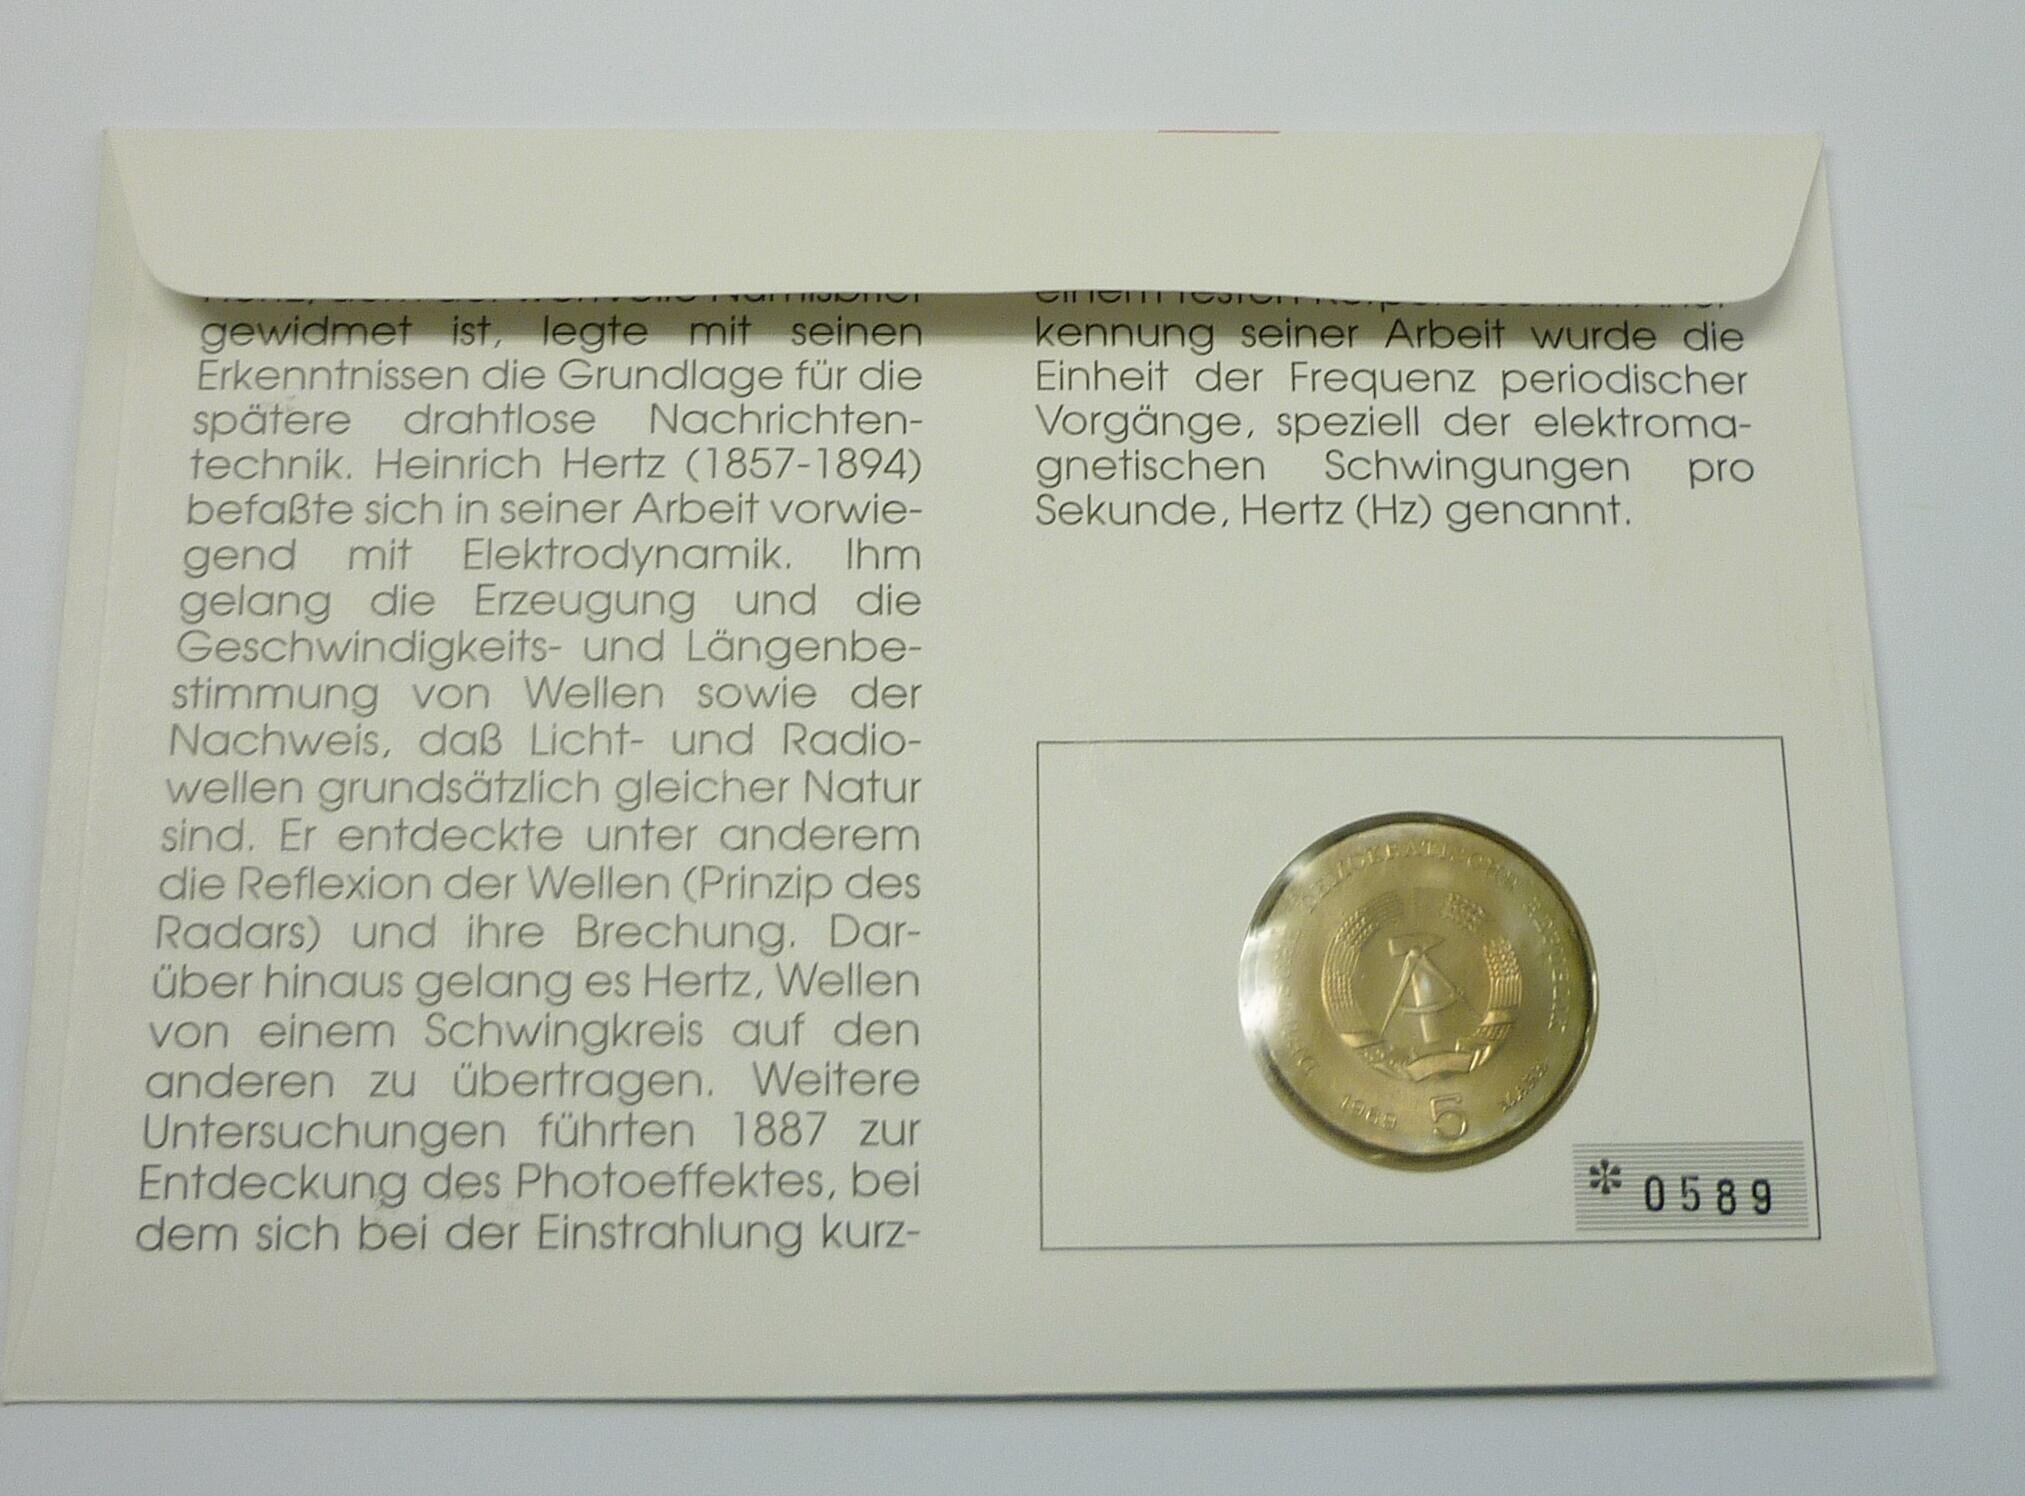 gewidmet ist, legte mit seinen
Erkenntnissen die Grundlage für die
spätere drahtlose Nachrichten-
technik. Heinrich Hertz (1857-1894)
befaßte sich in seiner Arbeit vorwie-
gend mit Elektrodynamik. Ihm
gelang die Erzeugung und die
Geschwindigkeits- und Längenbe-
stimmung von Wellen sowie der
Nachweis, daß Licht- und Radio-
wellen grundsätzlich gleicher Natur
sind. Er entdeckte unter anderem
die Reflexion der Wellen (Prinzip des
Radars) und ihre Brechung. Dar-
über hinaus gelang es Hertz, Wellen
von einem Schwingkreis auf den
anderen zu übertragen. Weitere
Untersuchungen führten 1887 zur
Entdeckung des Photoeffektes, bei
dem sich bei der Einstrahlung kurz-
einem festen
kennung seiner Arbeit wurde die
Einheit der Frequenz periodischer
Vorgänge, speziell der elektroma-
gnetischen Schwingungen pro
Sekunde, Hertz (Hz) genannt.
DEMOKRATISCHE REPUBLIK
5 MARK
* 0589